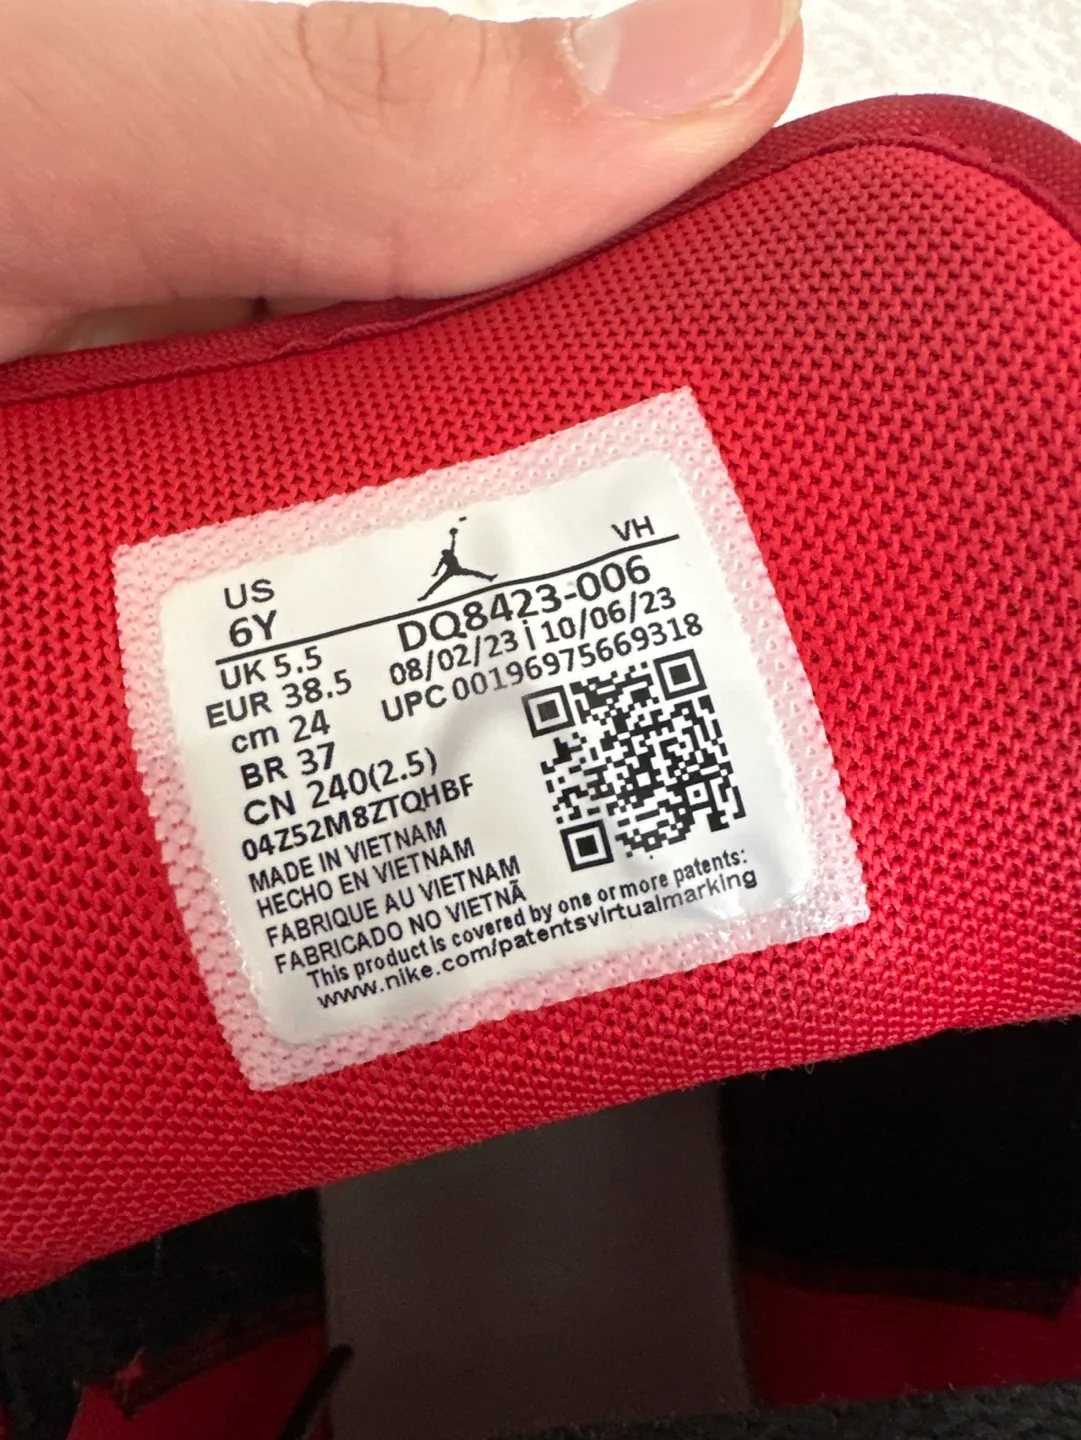 US
6Y
VH
UK 5.5
EUR 38.5
cm 24
BR 37
CN 240(2.5)
DQ8423-006
08/02/23 | 10/06/23
UPC 00196975669318
04Z52M8ZTQHBF
MADE IN VIETNAM
HECHO EN VIETNAM
FABRIQUE AU VIETNAM
FABRICADO NO VIETNÃ
This product is covered by one or more patents:
www.nike.com/patentsvirtualmarking